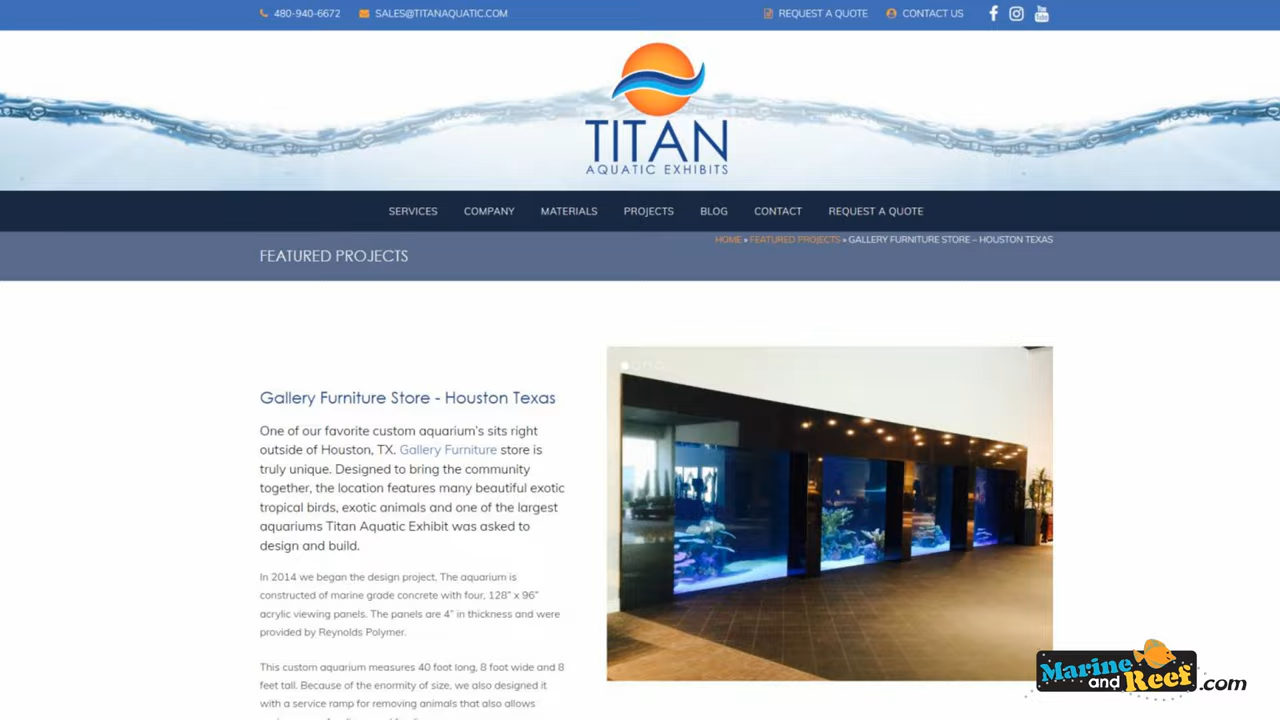 480-940-6672 SALES@TITANAQUATIC.COM REQUEST A QUOTE CONTACT US You Tube
TITAN
AQUATIC EXHIBITS
SERVICES COMPANY MATERIALS PROJECTS BLOG CONTACT REQUEST A QUOTE
HOME » FEATURED PROJECTS » GALLERY FURNITURE STORE – HOUSTON TEXAS
FEATURED PROJECTS
Gallery Furniture Store - Houston Texas
One of our favorite custom aquarium's sits right
outside of Houston, TX. Gallery Furniture store is
truly unique. Designed to bring the community
together, the location features many beautiful exotic
tropical birds, exotic animals and one of the largest
aquariums Titan Aquatic Exhibit was asked to
design and build.
In 2014 we began the design project. The aquarium is
constructed of marine grade concrete with four, 128" x 96"
acrylic viewing panels. The panels are 4" in thickness and were
provided by Reynolds Polymer.
This custom aquarium measures 40 foot long, 8 foot wide and 8
feet tall. Because of the enormity of size, we also designed it
with a service ramp for removing animals that also allows
Marine
and Reef.com